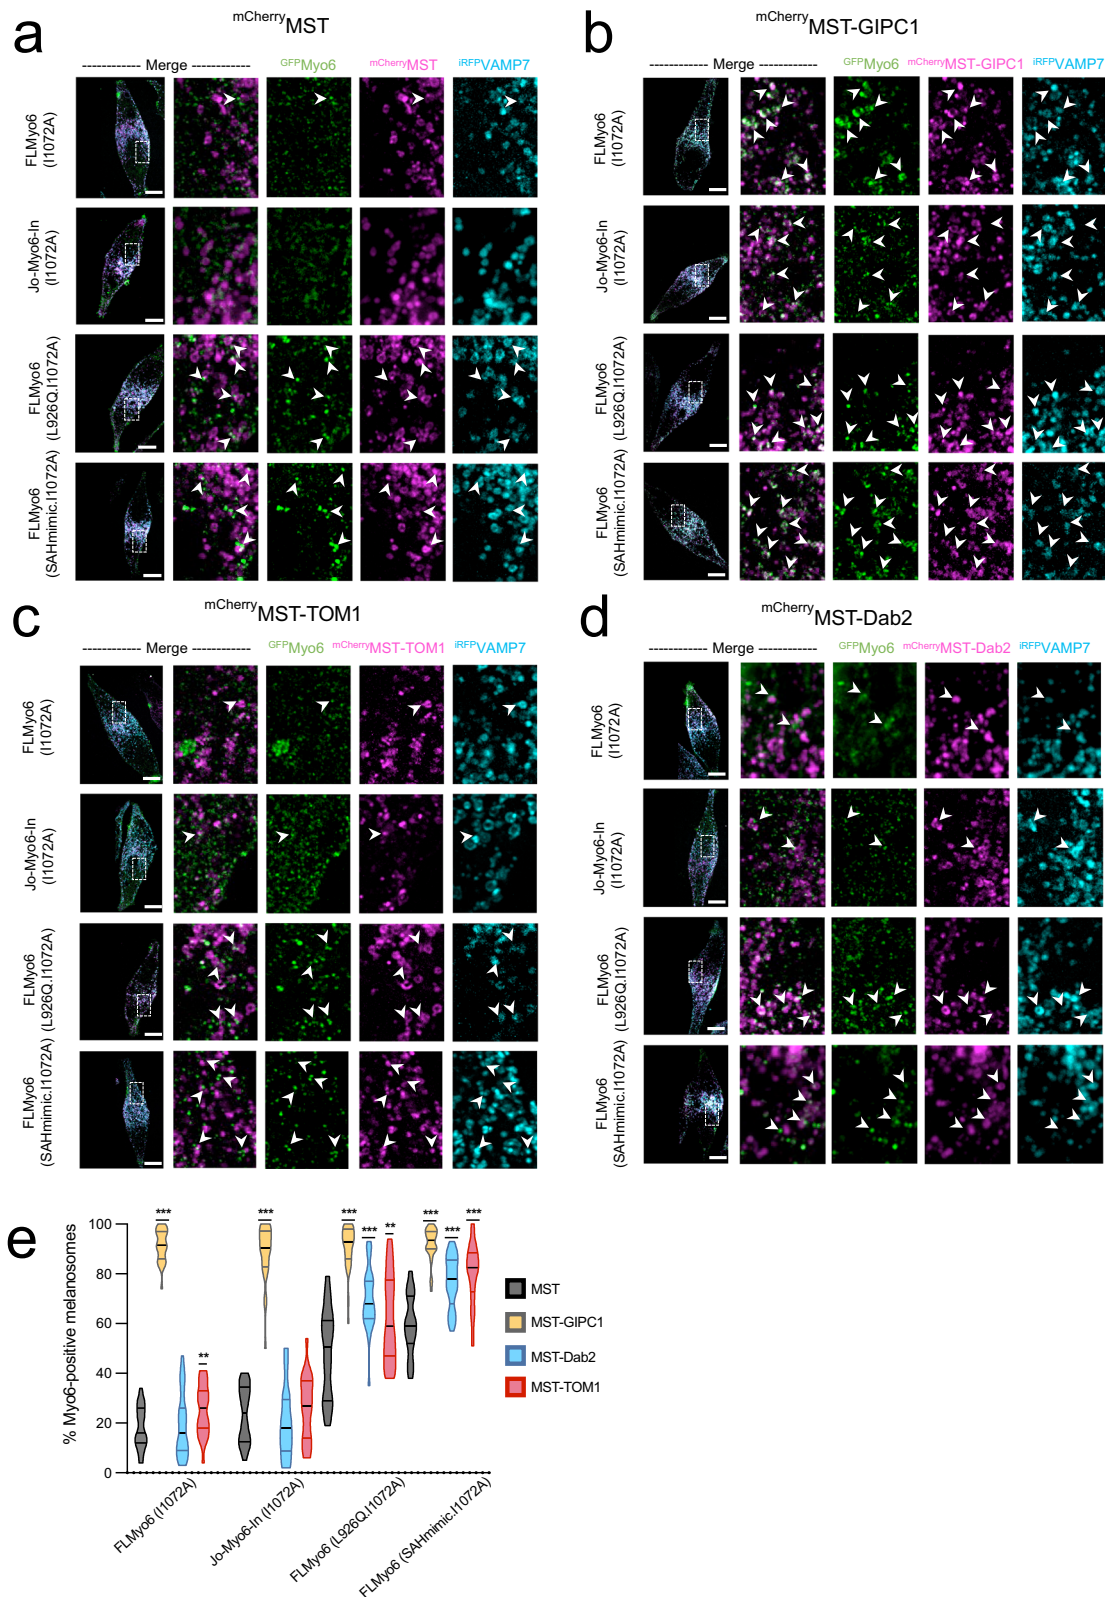 a
mCherryMST
------------ Merge ------------
GFPMyo6
mCherryMST
iRFPVAMP7
FLMyo6
(I1072A)
Jo-Myo6-In
(I1072A)
FLMyo6
(L926Q.I1072A)
FLMyo6
(SAHmimic.I1072A)
b
mCherryMST-GIPC1
------------ Merge ------------
GFPMyo6
mCherryMST-GIPC1
iRFPVAMP7
FLMyo6
(I1072A)
Jo-Myo6-In
(I1072A)
FLMyo6
(L926Q.I1072A)
FLMyo6
(SAHmimic.I1072A)
c
mCherryMST-TOM1
------------ Merge ------------
GFPMyo6
mCherryMST-TOM1
iRFPVAMP7
FLMyo6
(I1072A)
Jo-Myo6-In
(I1072A)
FLMyo6
(L926Q.I1072A)
FLMyo6
(SAHmimic.I1072A)
d
mCherryMST-Dab2
------------ Merge ------------
GFPMyo6
mCherryMST-Dab2
iRFPVAMP7
FLMyo6
(I1072A)
Jo-Myo6-In
(I1072A)
FLMyo6
(L926Q.I1072A)
FLMyo6
(SAHmimic.I1072A)
e
% Myo6-positive melanosomes
100
80
60
40
20
0
***
**
***
***
***
**
***
***
***
MST
MST-GIPC1
MST-Dab2
MST-TOM1
FLMyo6 (I1072A)
Jo-Myo6-In (I1072A)
FLMyo6 (L926Q.I1072A)
FLMyo6 (SAHmimic.I1072A)